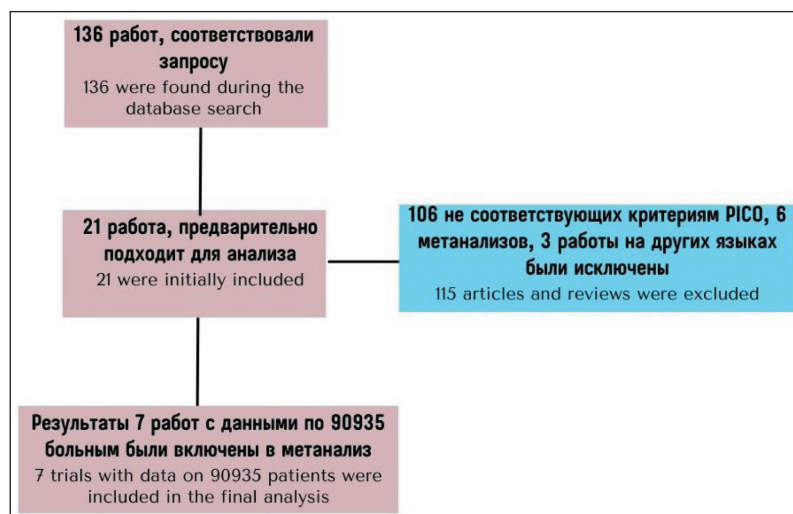 136 работ, соответствовали
запросу
136 were found during the
database search
21 работа, предварительно
подходит для анализа
21 were initially included
106 не соответствующих критериям PICO, 6
метанализов, 3 работы на других языках
были исключены
115 articles and reviews were excluded
Результаты 7 работ с данными по 90935
больным были включены в метанализ
7 trials with data on 90935 patients were
included in the final analysis